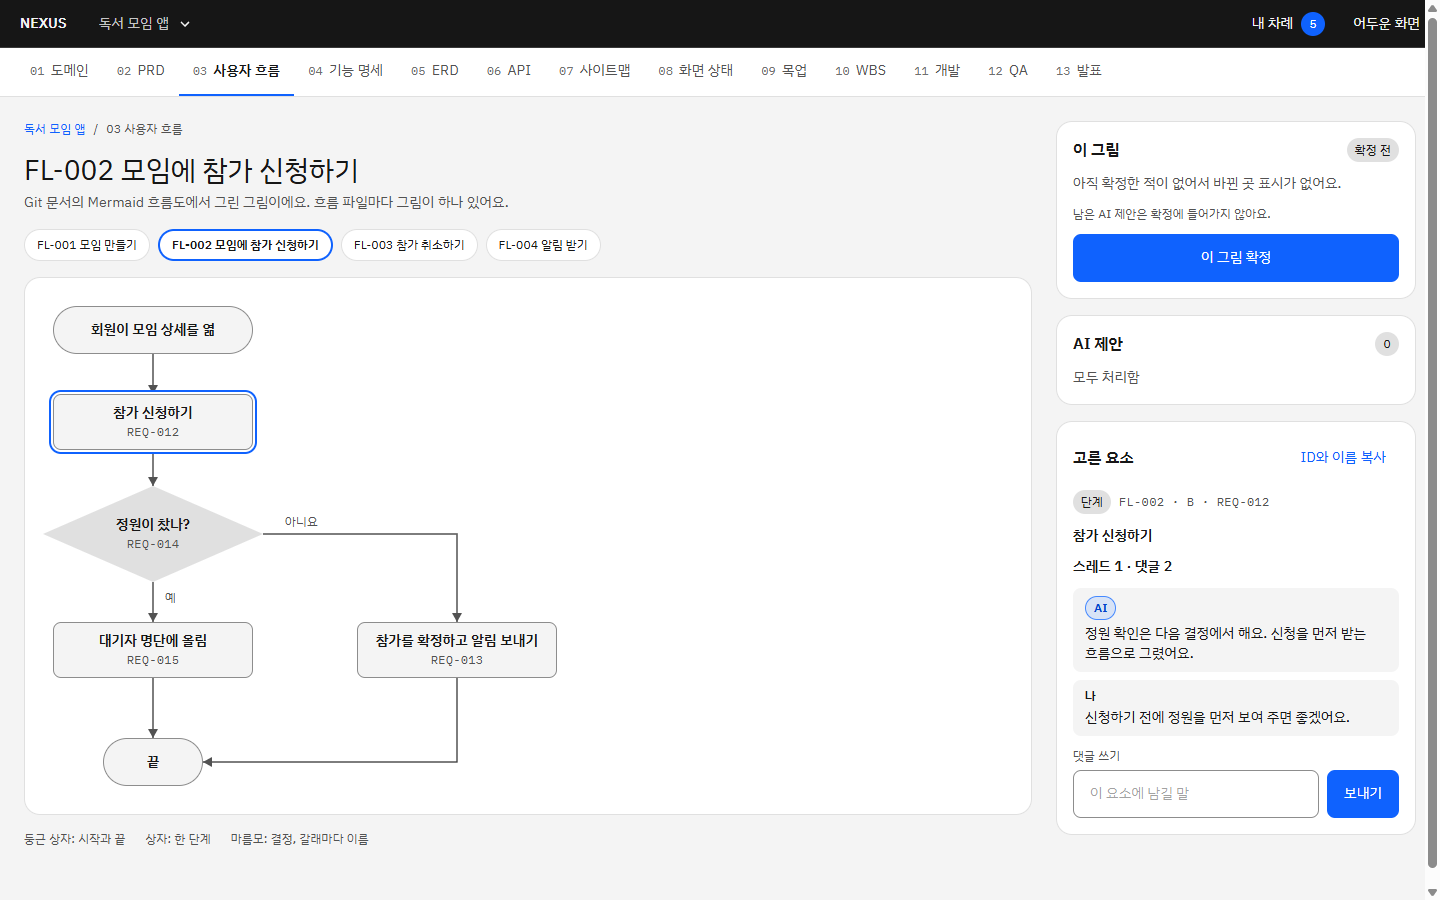 NEXUS
독서 모임 앱
내 차례 5
어두운 화면
01 도메인
02 PRD
03 사용자 흐름
04 기능 명세
05 ERD
06 API
07 사이트맵
08 화면 상태
09 목업
10 WBS
11 개발
12 QA
13 발표
독서 모임 앱 / 03 사용자 흐름
FL-002 모임에 참가 신청하기
Git 문서의 Mermaid 흐름도에서 그린 그림이에요. 흐름 파일마다 그림이 하나 있어요.
FL-001 모임 만들기
FL-002 모임에 참가 신청하기
FL-003 참가 취소하기
FL-004 알림 받기
회원이 모임 상세를 엶
참가 신청하기
REQ-012
정원이 찼나?
REQ-014
아니요
예
대기자 명단에 올림
REQ-015
참가를 확정하고 알림 보내기
REQ-013
끝
둥근 상자: 시작과 끝
상자: 한 단계
마름모: 결정, 갈래마다 이름
이 그림
확정 전
아직 확정한 적이 없어서 바뀐 곳 표시가 없어요.
남은 AI 제안은 확정에 들어가지 않아요.
이 그림 확정
AI 제안
0
모두 처리함
고른 요소
ID와 이름 복사
단계
FL-002 · B · REQ-012
참가 신청하기
스레드 1 · 댓글 2
AI
정원 확인은 다음 결정에서 해요. 신청을 먼저 받는
흐름으로 그렸어요.
나
신청하기 전에 정원을 먼저 보여 주면 좋겠어요.
댓글 쓰기
이 요소에 남길 말
보내기